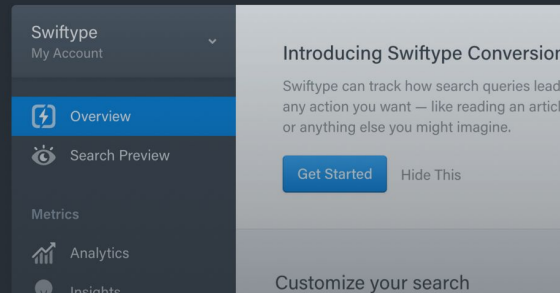 Swiftype
My Account
Overview
Search Preview
Metrics
Analytics
Insights
Introducing Swiftype Conversion
Swiftype can track how search queries lead
any action you want — like reading an articl
or anything else you might imagine.
Get Started
Hide This
Customize your search